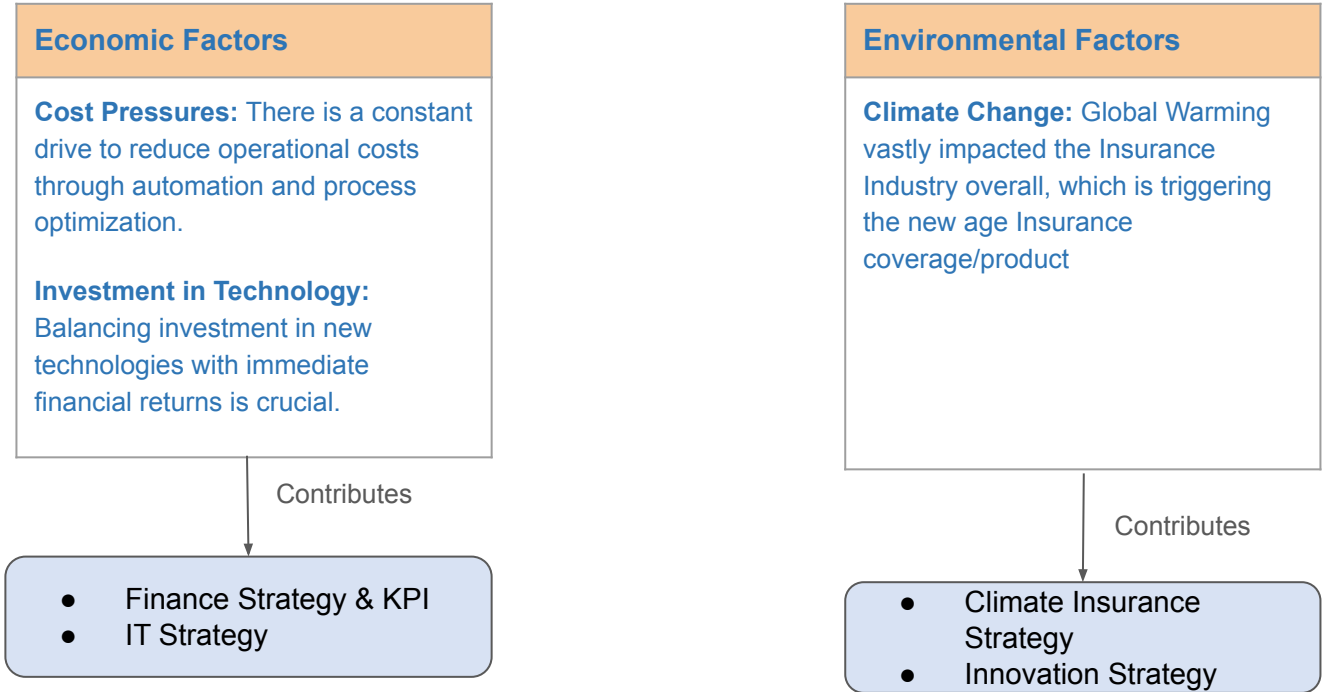 Economic Factors
Cost Pressures: There is a constant
drive to reduce operational costs
through automation and process
optimization.
Investment in Technology:
Balancing investment in new
technologies with immediate
financial returns is crucial.
Contributes
● Finance Strategy & KPI
● IT Strategy
Environmental Factors
Climate Change: Global Warming
vastly impacted the Insurance
Industry overall, which is triggering
the new age Insurance
coverage/product
Contributes
● Climate Insurance
Strategy
● Innovation Strategy